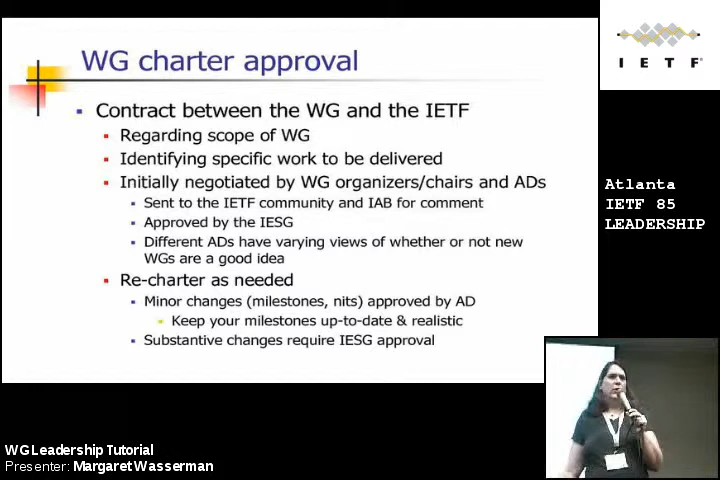 WG charter approval
Contract between the WG and the IETF
Regarding scope of WG
Identifying specific work to be delivered
Initially negotiated by WG organizers/chairs and ADs
Sent to the IETF community and IAB for comment
Approved by the IESG
Different ADs have varying views of whether or not new
WGs are a good idea
Re-charter as needed
Minor changes (milestones, nits) approved by AD
Keep your milestones up-to-date & realistic
Substantive changes require IESG approval
I E T F®
Atlanta
IETF 85
LEADERSHIP
WG Leadership Tutorial
Presenter: Margaret Wasserman